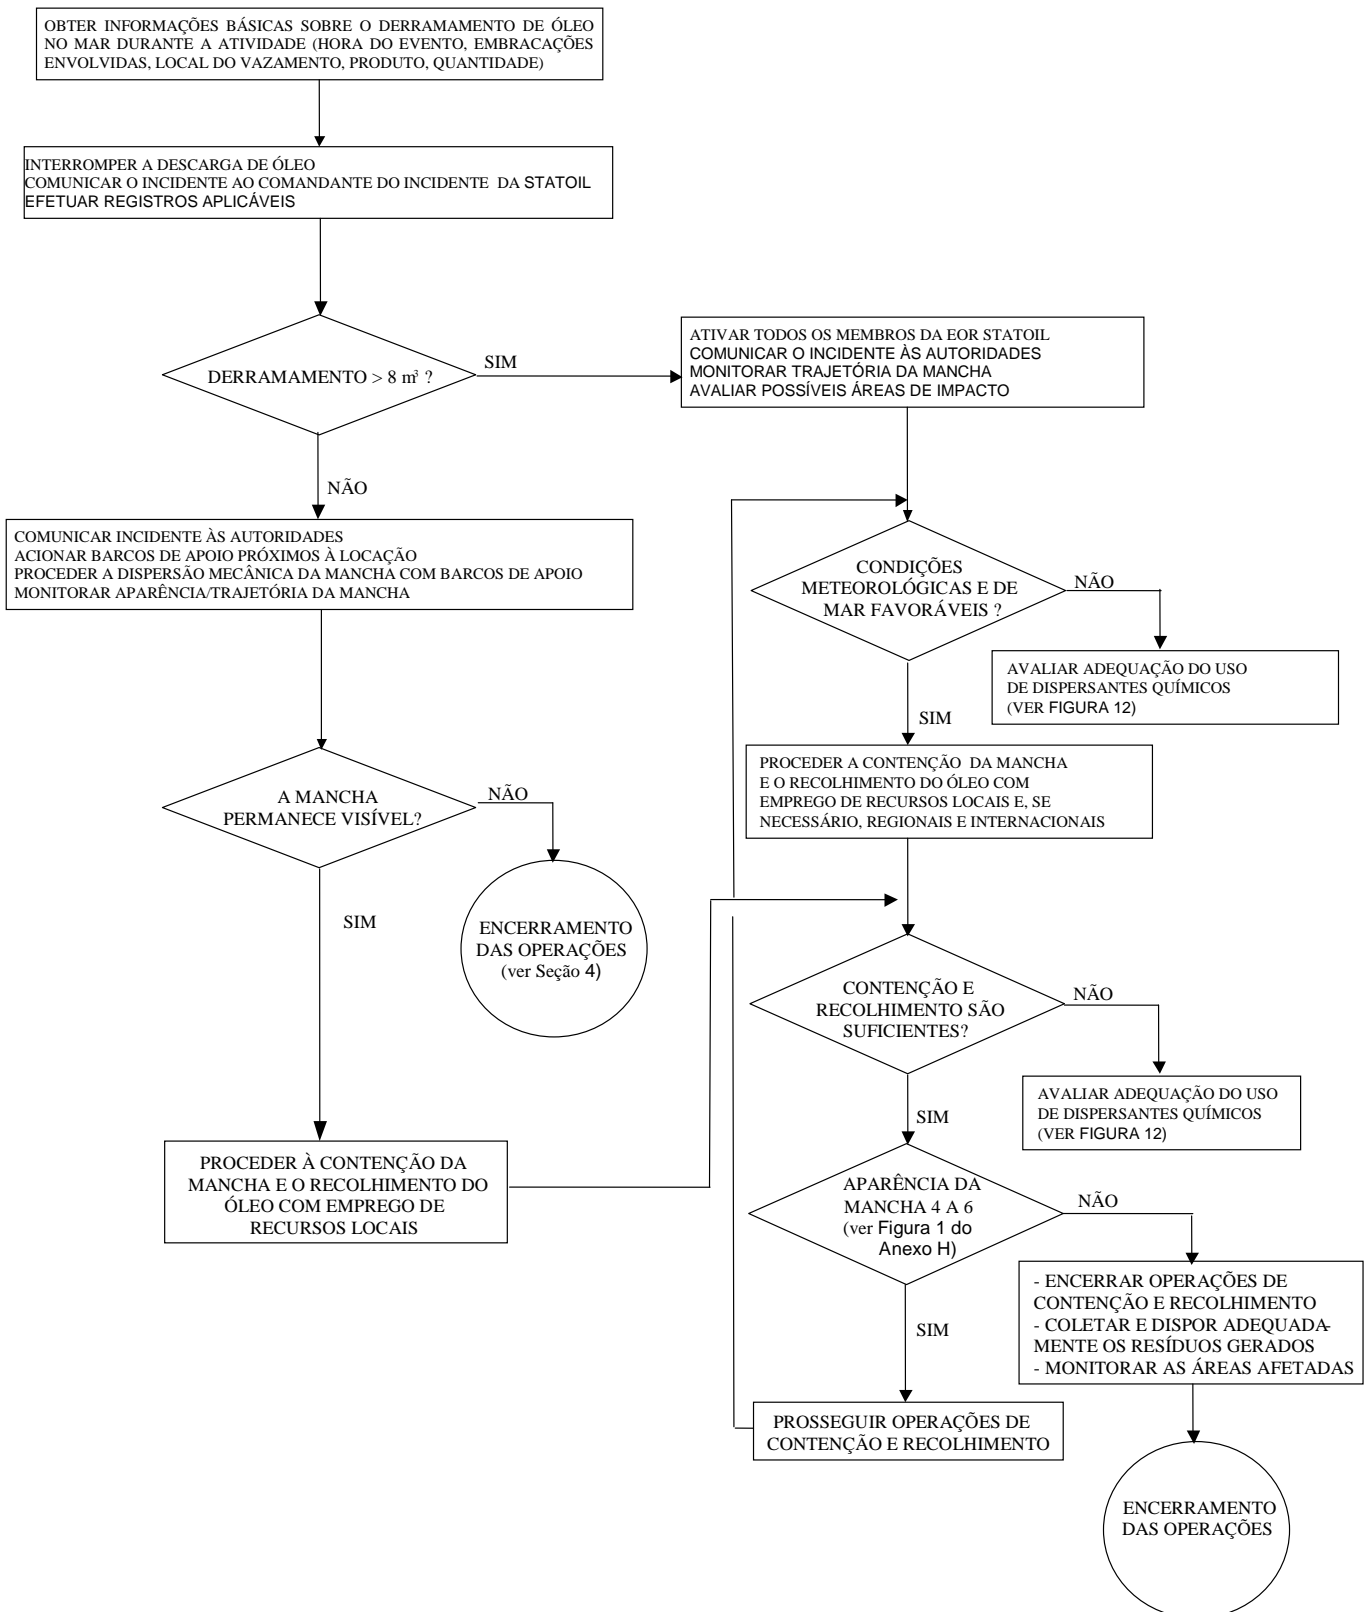 OBTER INFORMAÇÕES BÁSICAS SOBRE O DERRAMAMENTO DE ÓLEO
NO MAR DURANTE A ATIVIDADE (HORA DO EVENTO, EMBRACAÇÕES
ENVOLVIDAS, LOCAL DO VAZAMENTO, PRODUTO, QUANTIDADE)
INTERROMPER A DESCARGA DE ÓLEO
COMUNICAR O INCIDENTE AO COMANDANTE DO INCIDENTE DA STATOIL
EFETUAR REGISTROS APLICÁVEIS
DERRAMAMENTO > 8 m³ ?
SIM
ATIVAR TODOS OS MEMBROS DA EOR STATOIL
COMUNICAR O INCIDENTE ÀS AUTORIDADES
MONITORAR TRAJETÓRIA DA MANCHA
AVALIAR POSSÍVEIS ÁREAS DE IMPACTO
NÃO
COMUNICAR INCIDENTE ÀS AUTORIDADES
ACIONAR BARCOS DE APOIO PRÓXIMOS À LOCAÇÃO
PROCEDER A DISPERSÃO MECÂNICA DA MANCHA COM BARCOS DE APOIO
MONITORAR APARÊNCIA/TRAJETÓRIA DA MANCHA
CONDIÇÕES
METEOROLÓGICAS E DE
MAR FAVORÁVEIS ?
NÃO
AVALIAR ADEQUAÇÃO DO USO
DE DISPERSANTES QUÍMICOS
(VER FIGURA 12)
SIM
PROCEDER A CONTENÇÃO DA MANCHA
E O RECOLHIMENTO DO ÓLEO COM
EMPREGO DE RECURSOS LOCAIS E, SE
NECESSÁRIO, REGIONAIS E INTERNACIONAIS
A MANCHA
PERMANECE VISÍVEL?
NÃO
ENCERRAMENTO
DAS OPERAÇÕES
(ver Seção 4)
SIM
CONTENÇÃO E
RECOLHIMENTO SÃO
SUFICIENTES?
NÃO
AVALIAR ADEQUAÇÃO DO USO
DE DISPERSANTES QUÍMICOS
(VER FIGURA 12)
SIM
PROCEDER À CONTENÇÃO DA
MANCHA E O RECOLHIMENTO DO
ÓLEO COM EMPREGO DE
RECURSOS LOCAIS
APARÊNCIA DA
MANCHA 4 A 6
(ver Figura 1 do
Anexo H)
NÃO
- ENCERRAR OPERAÇÕES DE
CONTENÇÃO E RECOLHIMENTO
- COLETAR E DISPOR ADEQUADA-
MENTE OS RESÍDUOS GERADOS
- MONITORAR AS ÁREAS AFETADAS
SIM
PROSSEGUIR OPERAÇÕES DE
CONTENÇÃO E RECOLHIMENTO
ENCERRAMENTO
DAS OPERAÇÕES